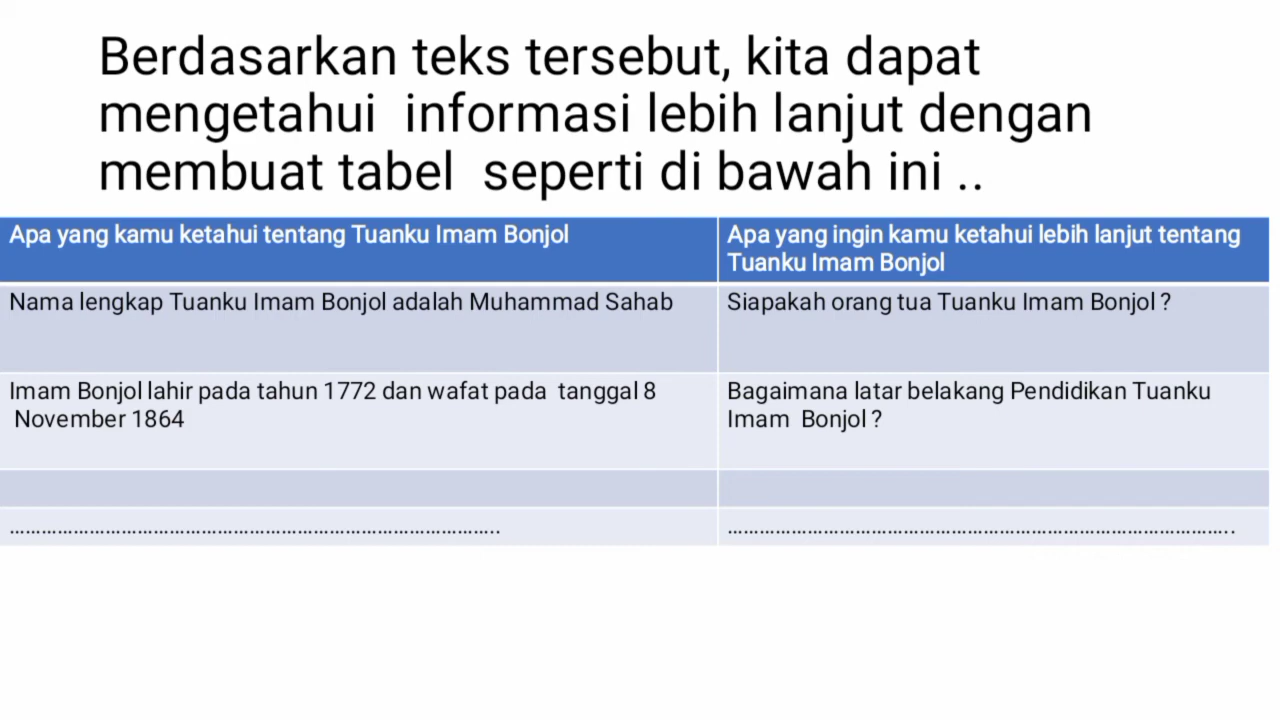 Berdasarkan teks tersebut, kita dapat
mengetahui informasi lebih lanjut dengan
membuat tabel seperti di bawah ini ..
Apa yang kamu ketahui tentang Tuanku Imam Bonjol
Apa yang ingin kamu ketahui lebih lanjut tentang
Tuanku Imam Bonjol
Nama lengkap Tuanku Imam Bonjol adalah Muhammad Sahab
Siapakah orang tua Tuanku Imam Bonjol ?
Imam Bonjol lahir pada tahun 1772 dan wafat pada tanggal 8
November 1864
Bagaimana latar belakang Pendidikan Tuanku
Imam Bonjol ?
………………………………………………………………………………..
…………………………………………………………………………………..